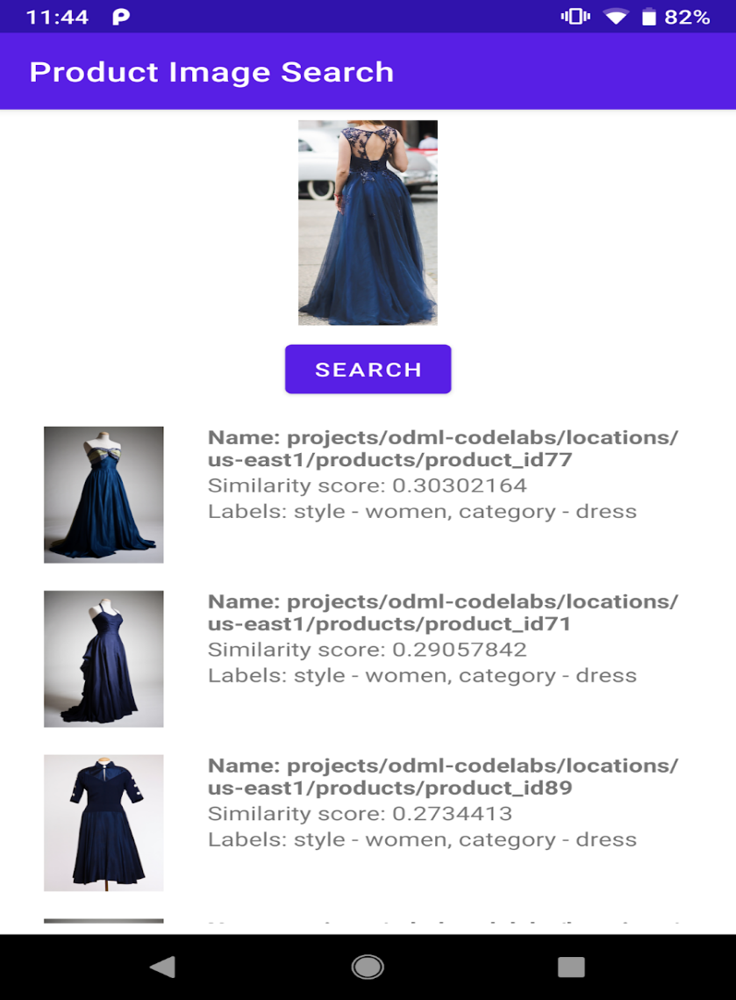 11:44
82%
Product Image Search
SEARCH
Name: projects/odml-codelabs/locations/
us-east1/products/product_id77
Similarity score: 0.30302164
Labels: style - women, category - dress
Name: projects/odml-codelabs/locations/
us-east1/products/product_id71
Similarity score: 0.29057842
Labels: style - women, category - dress
Name: projects/odml-codelabs/locations/
us-east1/products/product_id89
Similarity score: 0.2734413
Labels: style - women, category - dress